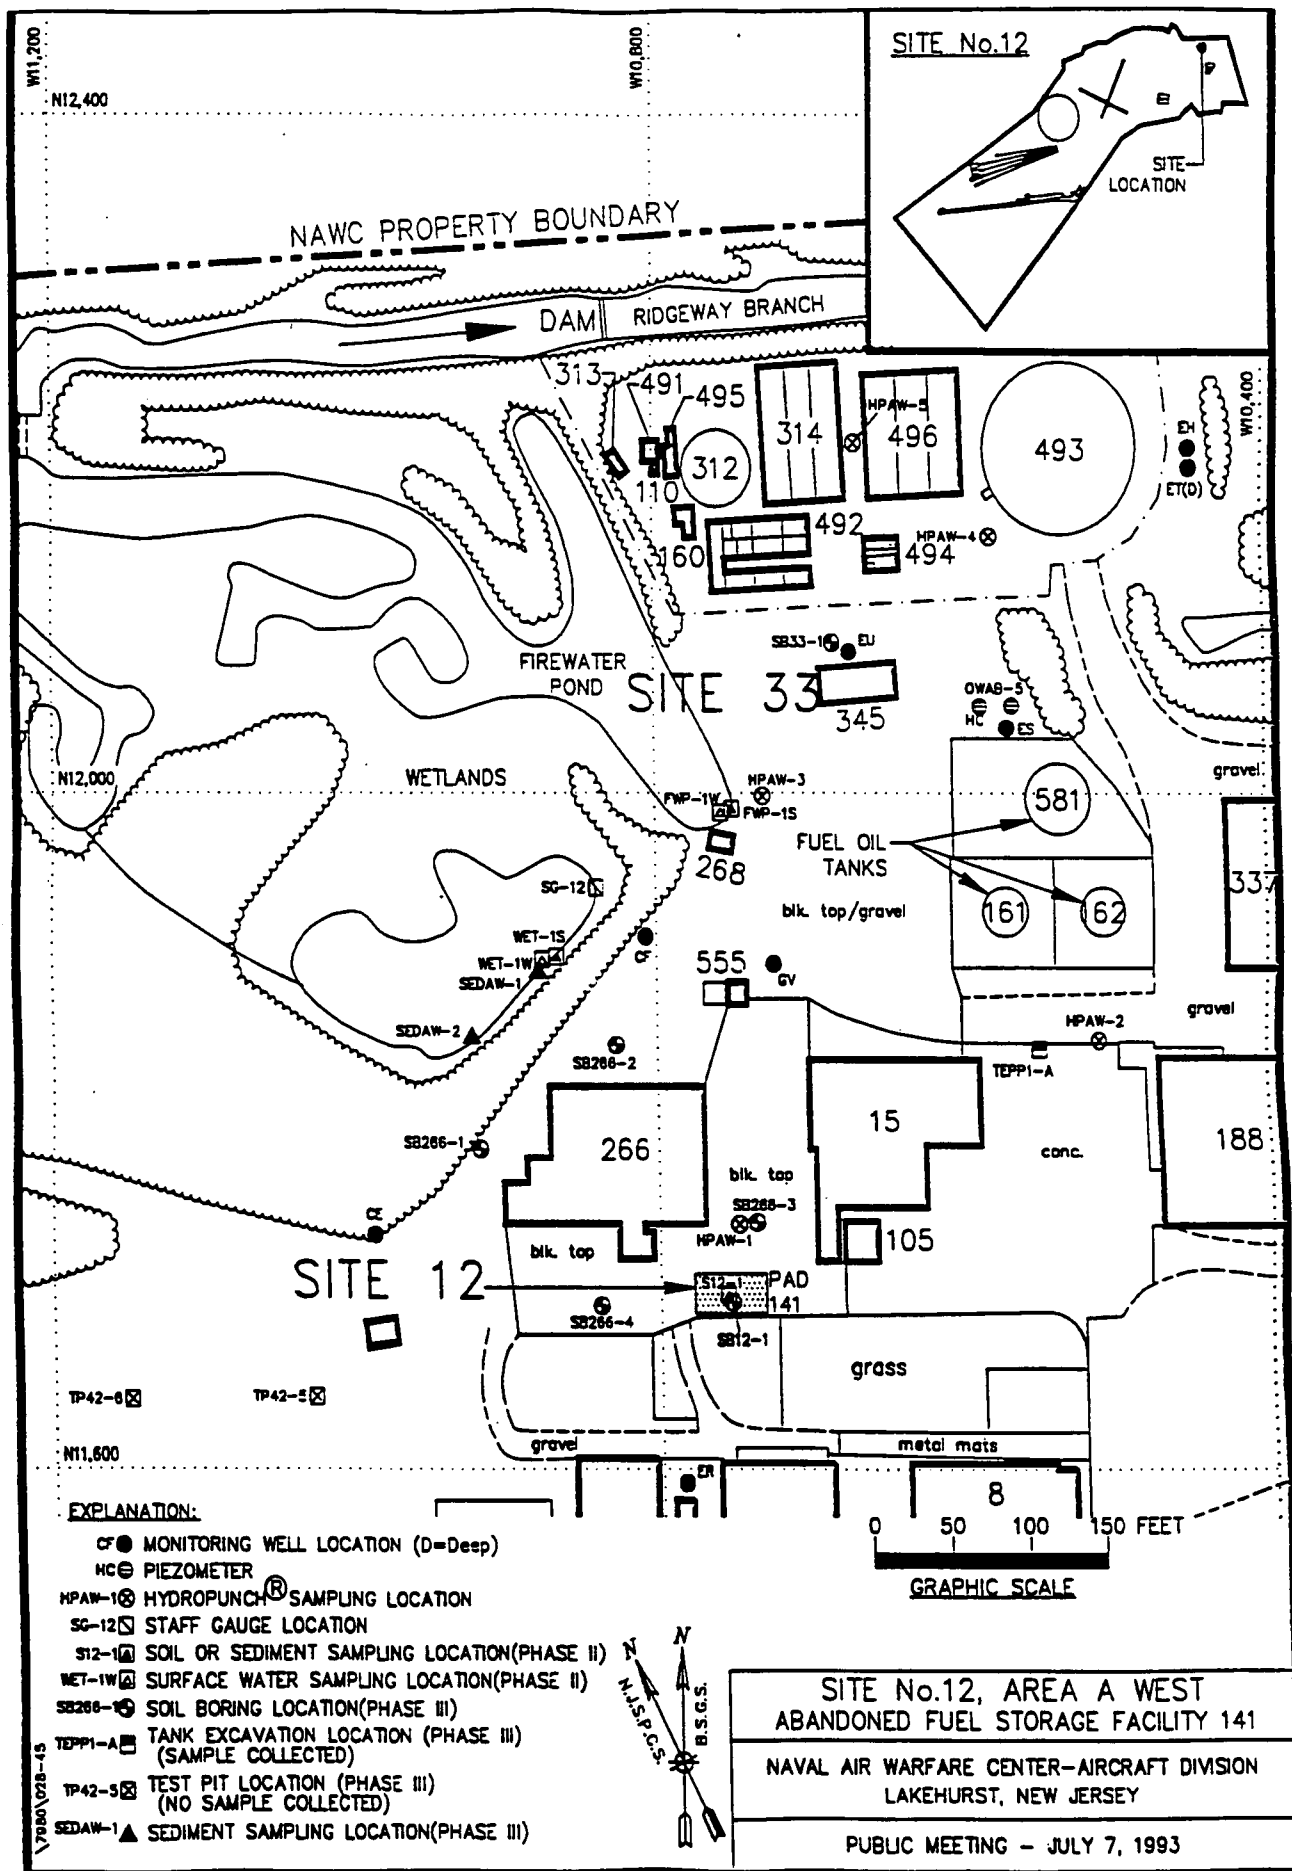 W11,200
W10,800
N12,400
SITE No.12
SITE
LOCATION
NAWC PROPERTY BOUNDARY
DAM
RIDGEWAY BRANCH
W10,400
313
491
495
314
HPAW-5
496
493
EH
ET(D)
312
110
492
HPAW-4
494
160
SB33-1
EU
FIREWATER
POND
SITE 33
345
OWAB-5
HC
ES
N12,000
WETLANDS
HPAW-3
FWP-1W
FWP-1S
gravel
581
268
FUEL OIL
TANKS
337
SG-12
blk. top/gravel
161
162
WET-1S
CF
WET-1W
SEDAW-1
555
GV
gravel
SEDAW-2
HPAW-2
SB266-2
TEPP1-A
SB266-1
266
15
188
conc.
blk. top
CE
SB266-3
HPAW-1
blk. top
105
SITE 12
S12-1
PAD
141
SB266-4
SB12-1
grass
TP42-6
TP42-5
gravel
metal mats
N11,600
ER
8
EXPLANATION:
CF MONITORING WELL LOCATION (D=Deep)
HC PIEZOMETER
HPAW-1 HYDROPUNCH® SAMPLING LOCATION
SG-12 STAFF GAUGE LOCATION
S12-1 SOIL OR SEDIMENT SAMPLING LOCATION(PHASE II)
WET-1W SURFACE WATER SAMPLING LOCATION(PHASE II)
SB266-1 SOIL BORING LOCATION(PHASE III)
TEPP1-A TANK EXCAVATION LOCATION (PHASE III)
(SAMPLE COLLECTED)
TP42-5 TEST PIT LOCATION (PHASE III)
(NO SAMPLE COLLECTED)
SEDAW-1 SEDIMENT SAMPLING LOCATION(PHASE III)
\7080\028-45
0 50 100 150 FEET
GRAPHIC SCALE
N
N
N.J.S.P.C.S.
B.S.G.S.
SITE No.12, AREA A WEST
ABANDONED FUEL STORAGE FACILITY 141
NAVAL AIR WARFARE CENTER-AIRCRAFT DIVISION
LAKEHURST, NEW JERSEY
PUBLIC MEETING - JULY 7, 1993